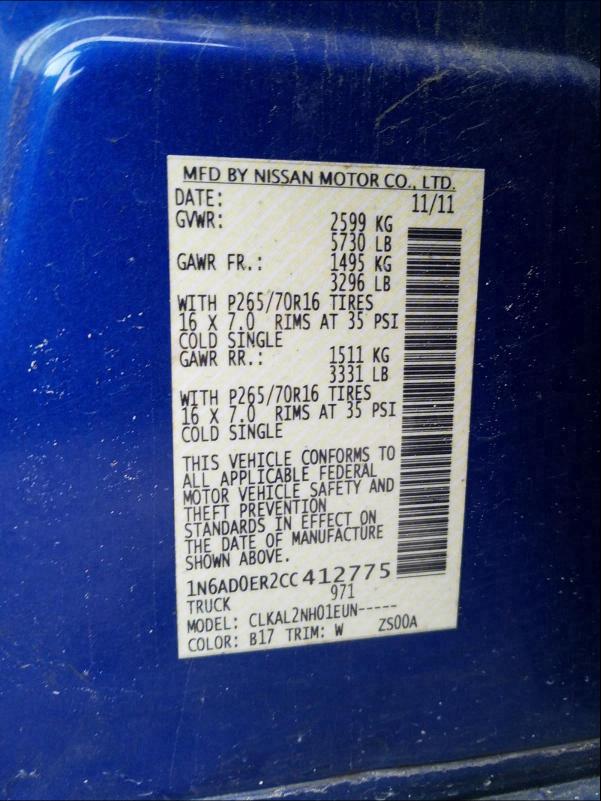 MFD BY NISSAN MOTOR CO., LTD.
DATE: 11/11
GVWR: 2599 KG
5730 LB
GAWR FR.: 1495 KG
3296 LB
WITH P265/70R16 TIRES
16 X 7.0 RIMS AT 35 PSI
COLD SINGLE
GAWR RR.: 1511 KG
3331 LB
WITH P265/70R16 TIRES
16 X 7.0 RIMS AT 35 PSI
COLD SINGLE
THIS VEHICLE CONFORMS TO
ALL APPLICABLE FEDERAL
MOTOR VEHICLE SAFETY AND
THEFT PREVENTION
STANDARDS IN EFFECT ON
THE DATE OF MANUFACTURE
SHOWN ABOVE.
1N6AD0ER2CC412775
TRUCK 971
MODEL: CLKAL2NH01EUN-----
COLOR: B17 TRIM: W ZS00A